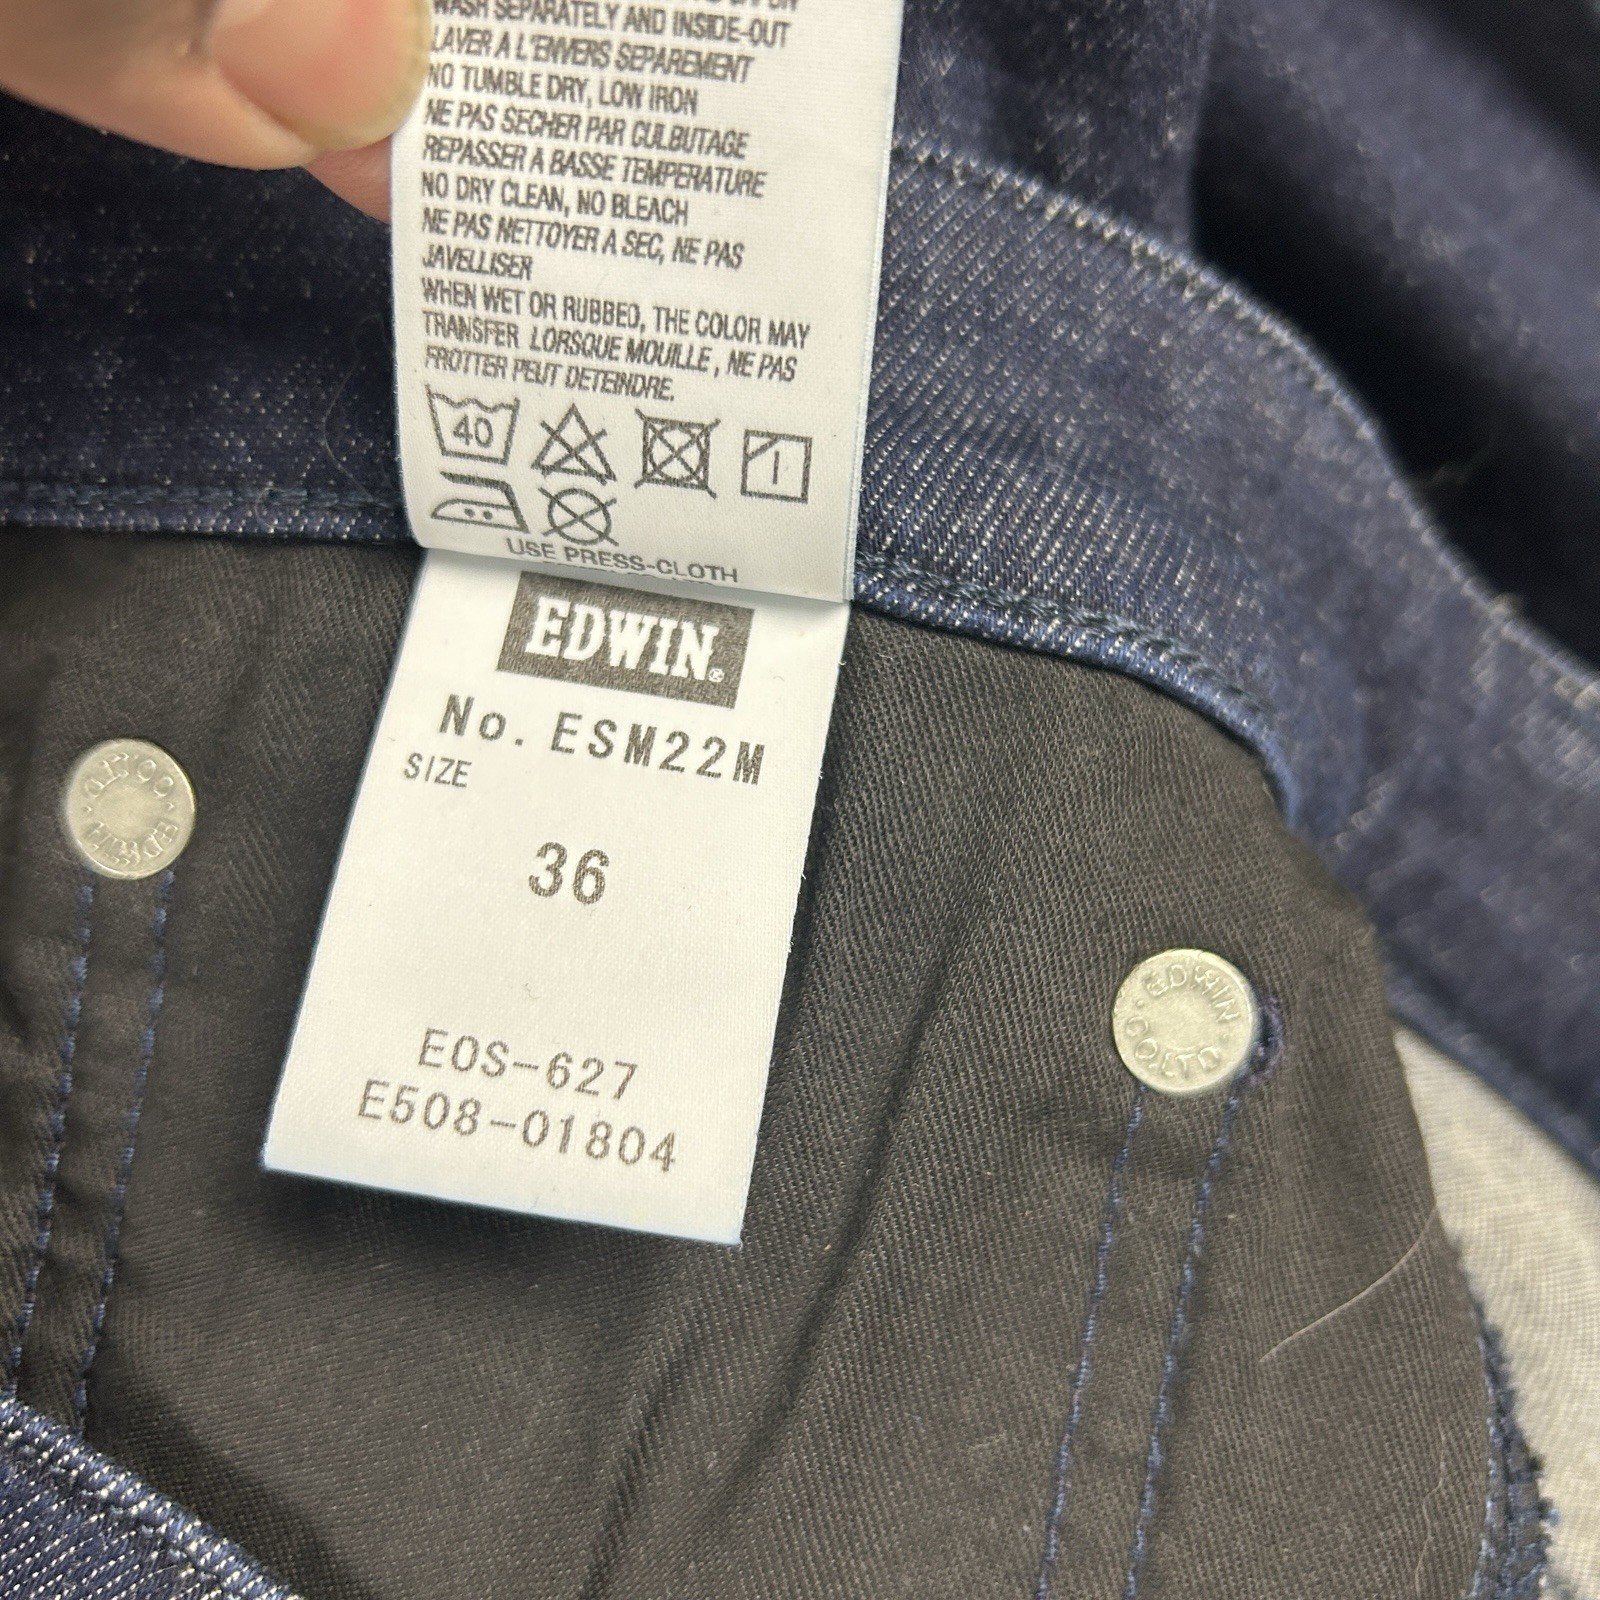 WASH SEPARATELY AND INSIDE-OUT
LAVER A L'ENVERS SEPAREMENT
NO TUMBLE DRY, LOW IRON
NE PAS SECHER PAR CULBUTAGE
REPASSER A BASSE TEMPERATURE
NO DRY CLEAN, NO BLEACH
NE PAS NETTOYER A SEC, NE PAS
JAVELLISER
WHEN WET OR RUBBED, THE COLOR MAY
TRANSFER LORSQUE MOUILLE, NE PAS
FROTTER PEUT DETEINDRE.
40
USE PRESS-CLOTH
EDWIN®
No. ESM22M
SIZE
36
EOS-627
E508-01804
EDWIN
CO.LTD
EDWIN
CO.LTD